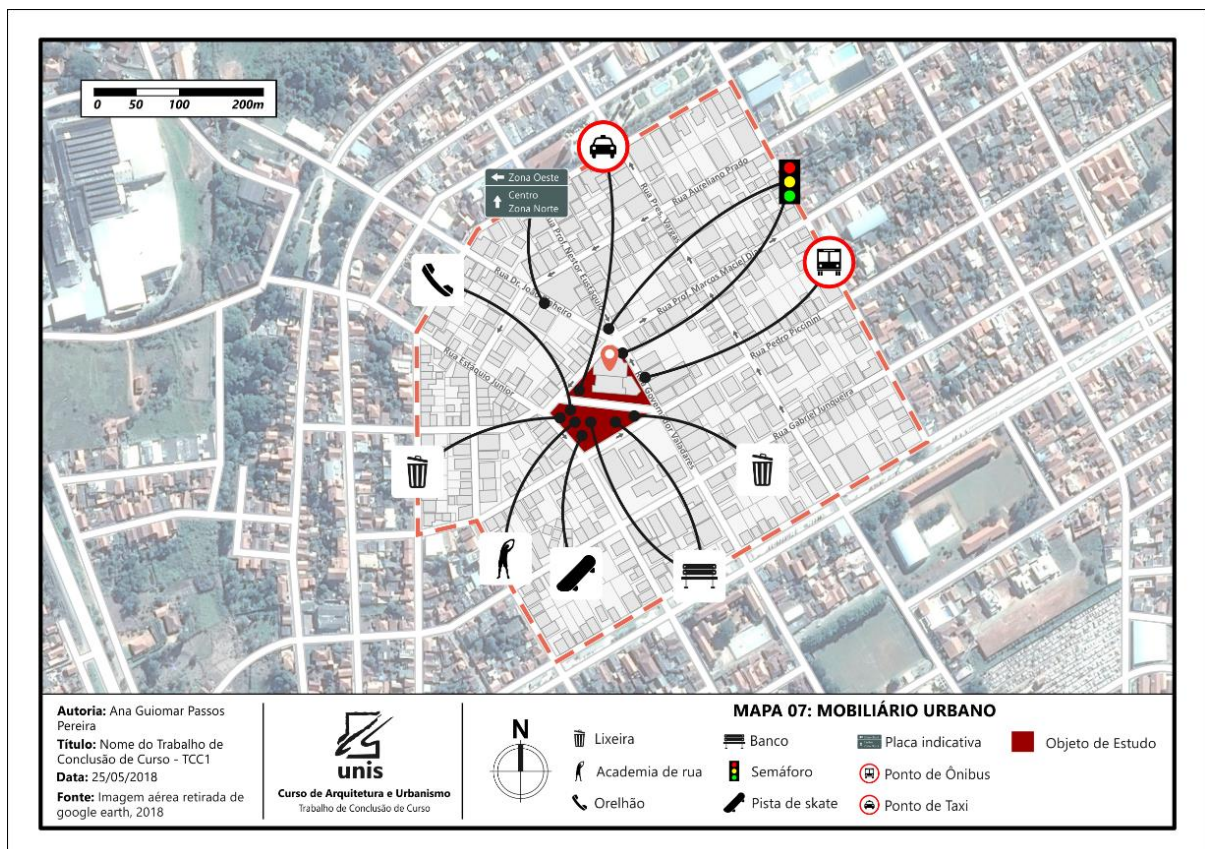 0 50 100 200m
Zona Oeste
Centro
Zona Norte
Rua Aureliano Prado
Rua Pres. Vargas
Rua Prof. Nestor Eustáquio
Rua Prof. Marcos Maciel Di
Rua Dr. João
Rua Pedro Piccinini
Rua Estáquio Junior
Rua Governador Valadares
Rua Gabriel Junqueira
Autoria: Ana Guiomar Passos
Pereira
Título: Nome do Trabalho de
Conclusão de Curso - TCC1
Data: 25/05/2018
Fonte: Imagem aérea retirada de
google earth, 2018
unis
Curso de Arquitetura e Urbanismo
Trabalho de Conclusão de Curso
N
MAPA 07: MOBILIÁRIO URBANO
Lixeira
Academia de rua
Orelhão
Banco
Semáforo
Pista de skate
Placa indicativa
Ponto de Ônibus
Ponto de Taxi
Objeto de Estudo